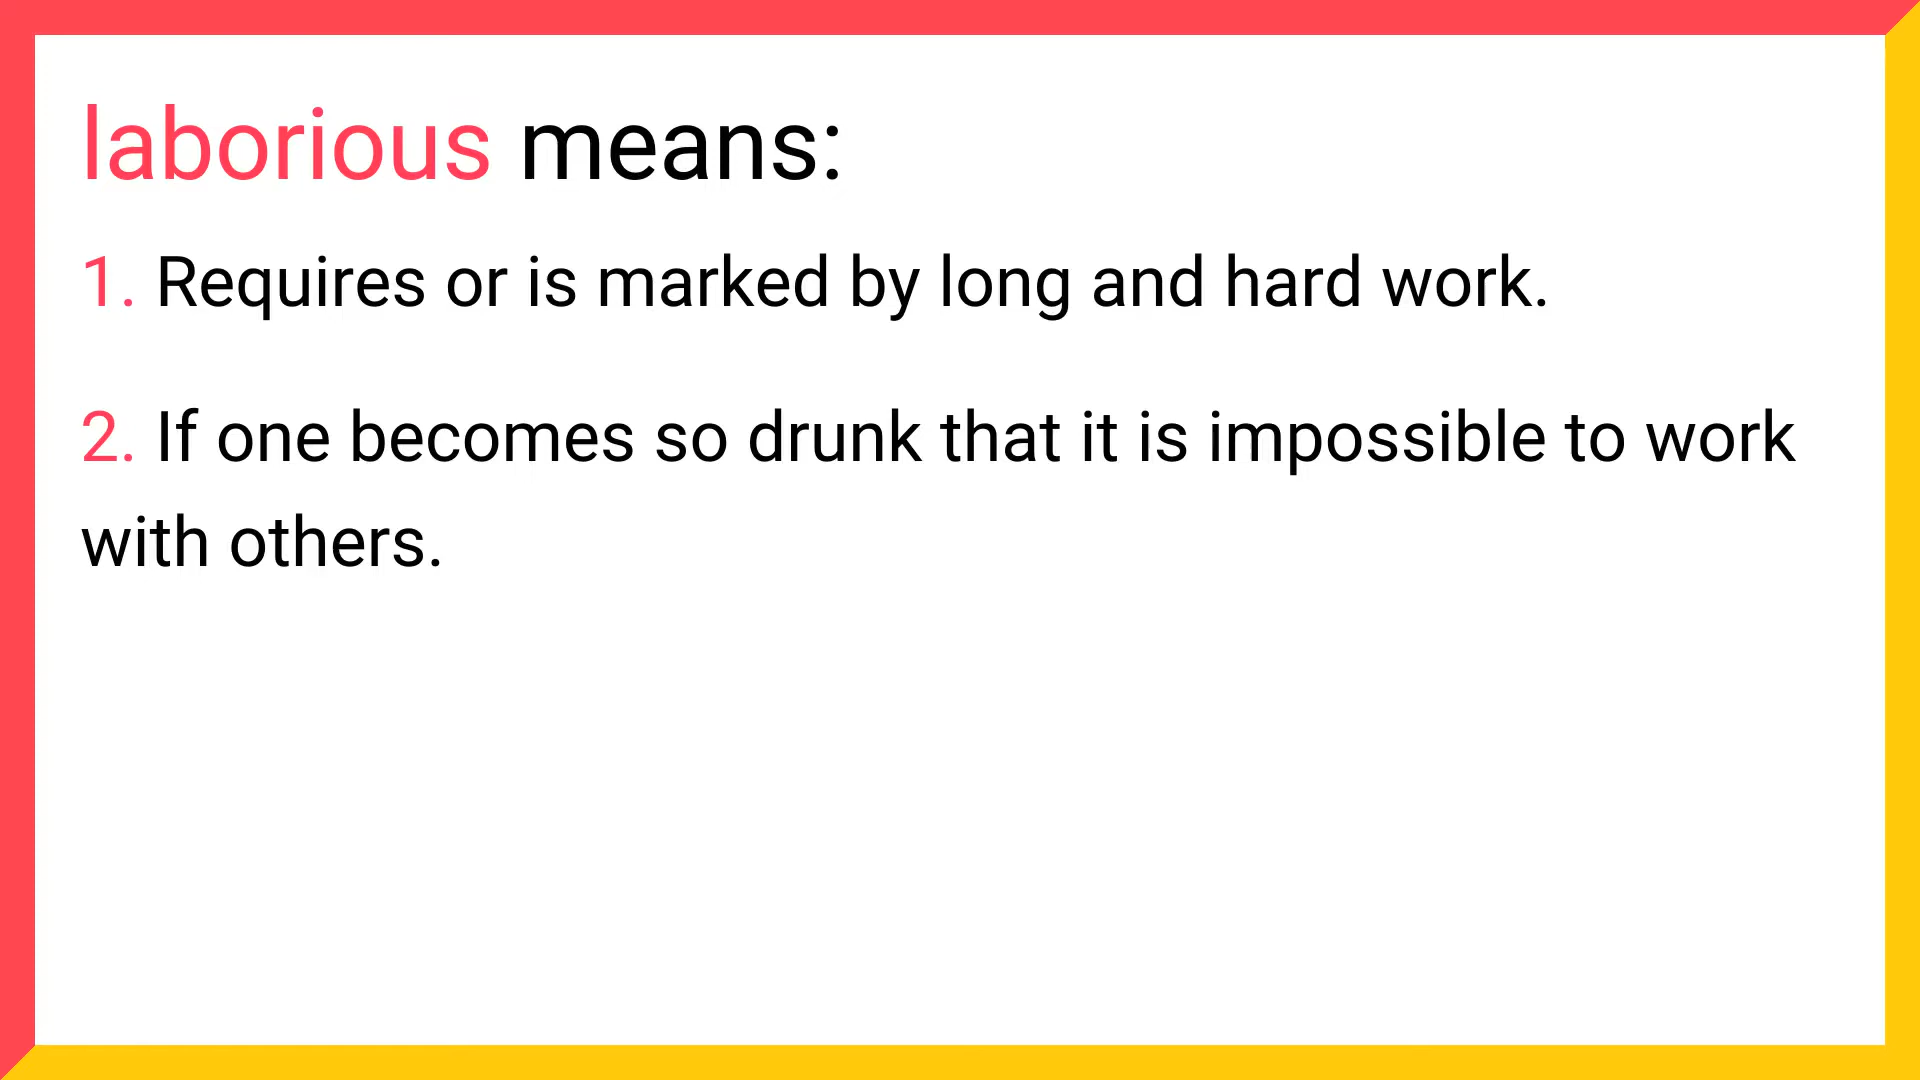 laborious means:
1. Requires or is marked by long and hard work.
2. If one becomes so drunk that it is impossible to work
with others.